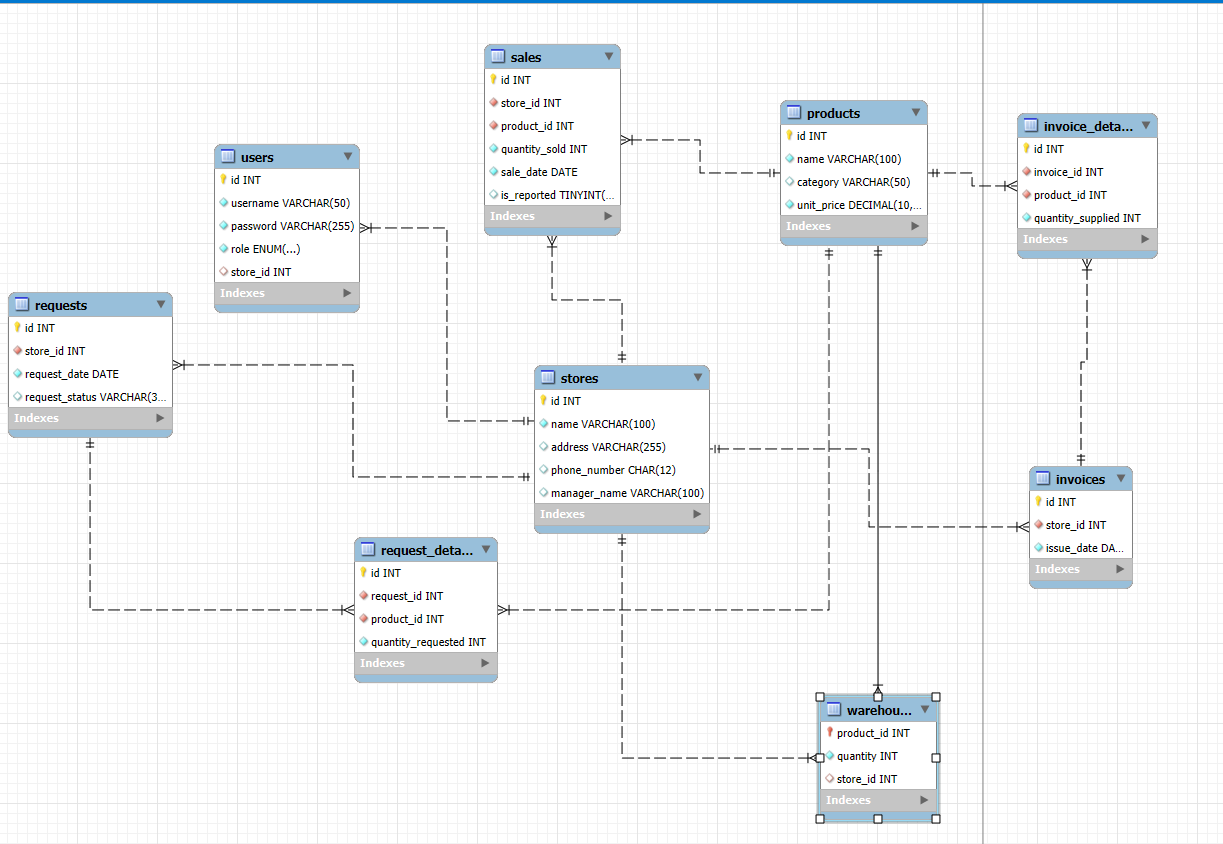 sales
id INT
store_id INT
product_id INT
quantity_sold INT
sale_date DATE
is_reported TINYINT(...
Indexes
products
id INT
name VARCHAR(100)
category VARCHAR(50)
unit_price DECIMAL(10,...
Indexes
invoice_deta...
id INT
invoice_id INT
product_id INT
quantity_supplied INT
Indexes
users
id INT
username VARCHAR(50)
password VARCHAR(255)
role ENUM(...)
store_id INT
Indexes
requests
id INT
store_id INT
request_date DATE
request_status VARCHAR(3...
Indexes
stores
id INT
name VARCHAR(100)
address VARCHAR(255)
phone_number CHAR(12)
manager_name VARCHAR(100)
Indexes
invoices
id INT
store_id INT
issue_date DA...
Indexes
request_deta...
id INT
request_id INT
product_id INT
quantity_requested INT
Indexes
warehou...
product_id INT
quantity INT
store_id INT
Indexes